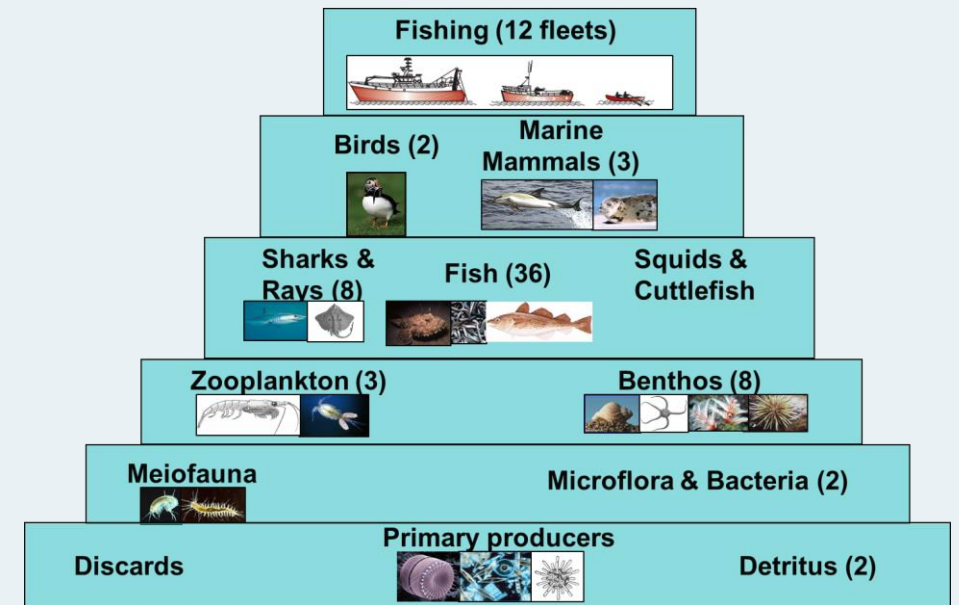 Fishing (12 fleets)
Birds (2)
Marine
Mammals (3)
Sharks &
Rays (8)
Fish (36)
Squids &
Cuttlefish
Zooplankton (3)
Benthos (8)
Meiofauna
Microflora & Bacteria (2)
Primary producers
Discards
Detritus (2)